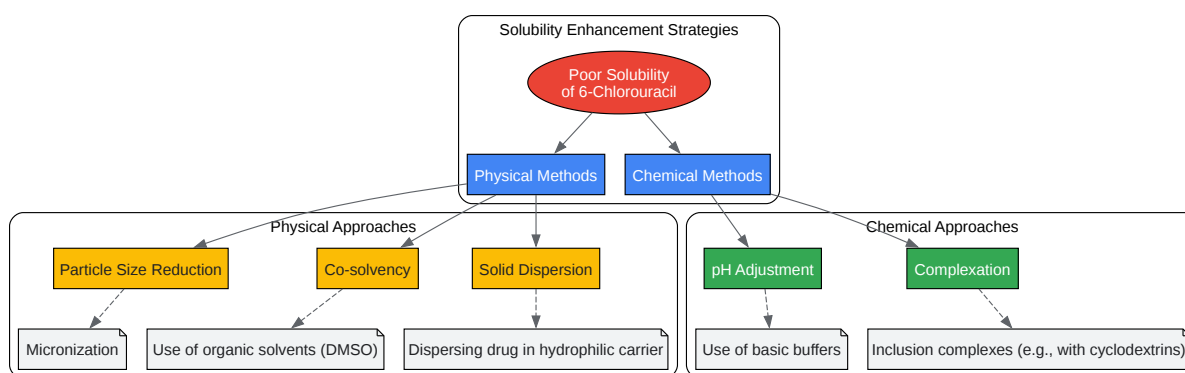 Solubility Enhancement Strategies
Poor Solubility
of 6-Chlorouracil
Physical Methods
Chemical Methods
Physical Approaches
Chemical Approaches
Particle Size Reduction
Co-solvency
Solid Dispersion
pH Adjustment
Complexation
Micronization
Use of organic solvents (DMSO)
Dispersing drug in hydrophilic carrier
Use of basic buffers
Inclusion complexes (e.g., with cyclodextrins)